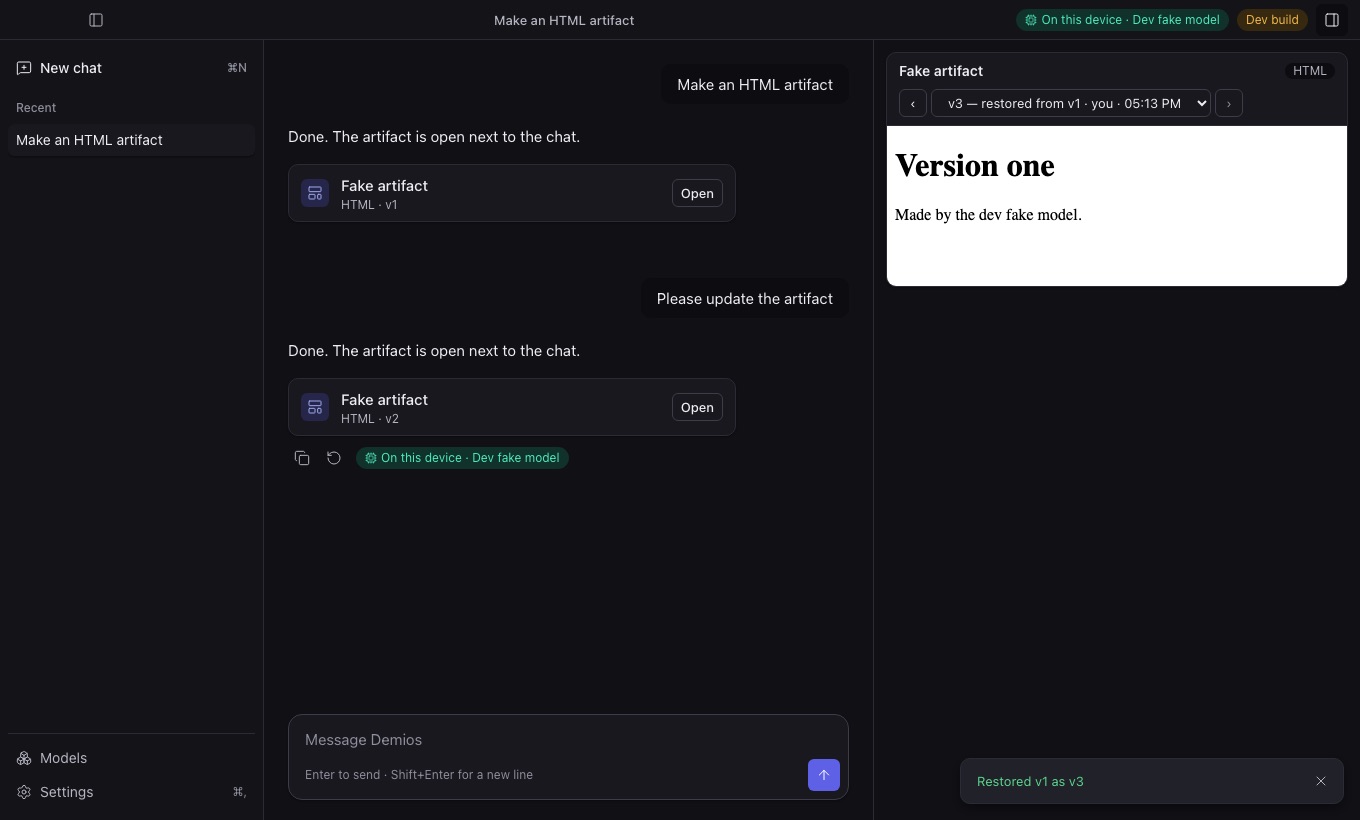 Make an HTML artifact
On this device · Dev fake model
Dev build
New chat
⌘N
Recent
Make an HTML artifact
Models
Settings
⌘,
Make an HTML artifact
Done. The artifact is open next to the chat.
Fake artifact
HTML · v1
Open
Please update the artifact
Done. The artifact is open next to the chat.
Fake artifact
HTML · v2
Open
On this device · Dev fake model
Message Demios
Enter to send · Shift+Enter for a new line
Fake artifact
HTML
‹
v3 — restored from v1 · you · 05:13 PM
›
Version one
Made by the dev fake model.
Restored v1 as v3